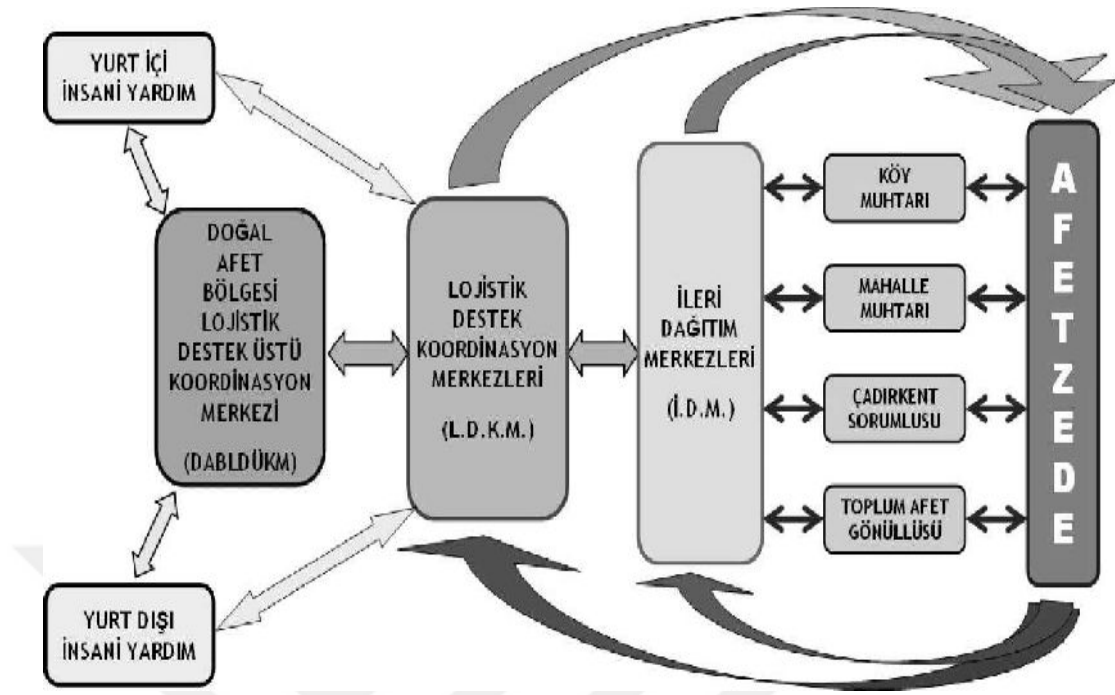 YURT İÇİ
İNSANİ YARDIM
DOĞAL
AFET
BÖLGESİ
LOJİSTİK
DESTEK ÜSTÜ
KOORDİNASYON
MERKEZİ
(DABLDÜKM)
YURT DIŞI
İNSANİ YARDIM
LOJİSTİK
DESTEK
KOORDİNASYON
MERKEZLERİ
(L.D.K.M.)
İLERİ
DAĞITIM
MERKEZLERİ
(İ.D.M.)
KÖY
MUHTARI
MAHALLE
MUHTARI
ÇADIRKENT
SORUMLUSU
TOPLUM AFET
GÖNÜLLÜSÜ
AFETZEDE